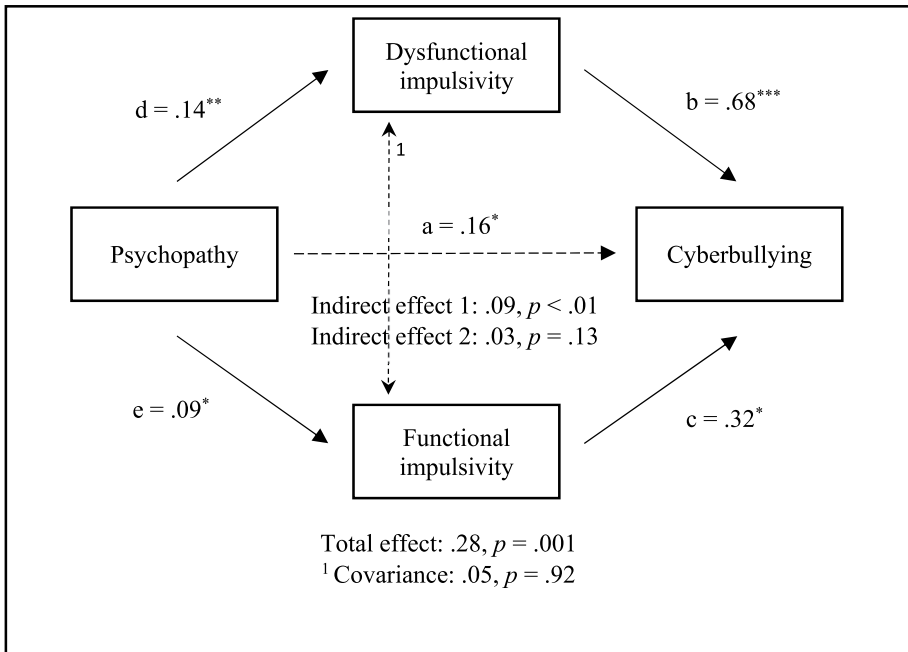 Dysfunctional
impulsivity
d = .14**
b = .68***
1
Psychopathy
a = .16*
Cyberbullying
Indirect effect 1: .09, p < .01
Indirect effect 2: .03, p = .13
e = .09*
c = .32*
Functional
impulsivity
Total effect: .28, p = .001
1 Covariance: .05, p = .92